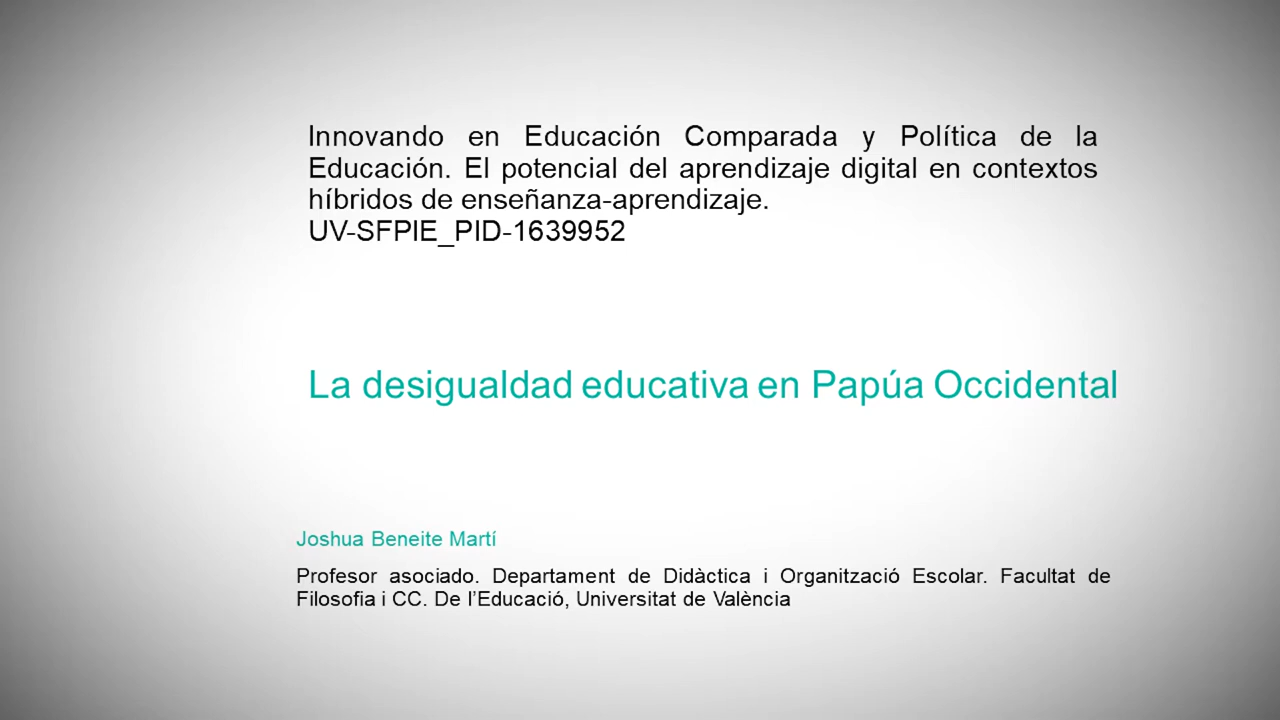 Innovando en Educación Comparada y Política de la
Educación. El potencial del aprendizaje digital en contextos
híbridos de enseñanza-aprendizaje.
UV-SFPIE_PID-1639952
La desigualdad educativa en Papúa Occidental
Joshua Beneite Martí
Profesor asociado. Departament de Didàctica i Organització Escolar. Facultat de
Filosofia i CC. De l’Educació, Universitat de València